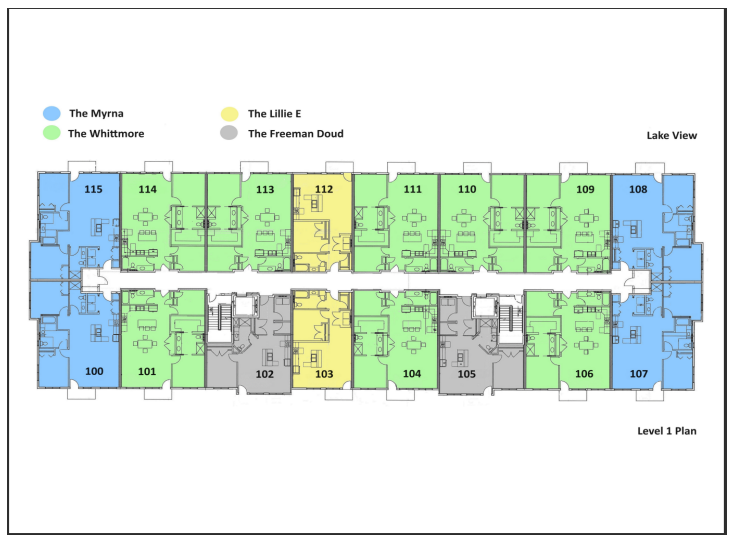 The Myrna The Lillie E
The Whittmore The Freeman Doud
Lake View
115 114 113 112 111 110 109 108
100 101 102 103 104 105 106 107
Level 1 Plan